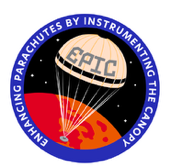 ENHANCING PARACHUTES BY INSTRUMENTING THE CANOPY
EPIC